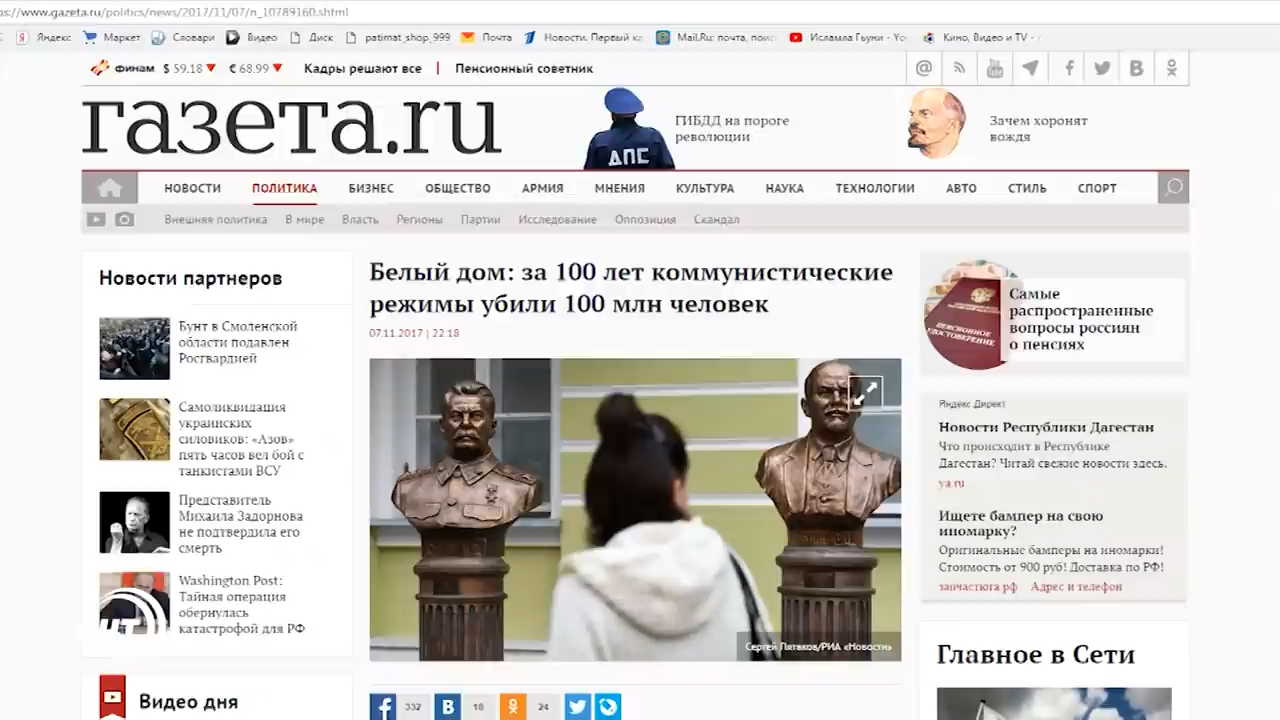 s://www.gazeta.ru/politics/news/2017/11/07/n_10789160.shtml
Яндекс Маркет Словари Видео Диск patimat_shop_999 Почта Новости. Первый ка Mail.Ru: почта, поис Исламла Гьуни - Yo Кино, Видео и TV -
финам $ 59.18 € 68.99 Кадры решают все | Пенсионный советник
газета.ru
ДПС
ГИБДД на пороге
революции
Зачем хоронят
вождя
НОВОСТИ ПОЛИТИКА БИЗНЕС ОБЩЕСТВО АРМИЯ МНЕНИЯ КУЛЬТУРА НАУКА ТЕХНОЛОГИИ АВТО СТИЛЬ СПОРТ
Внешняя политика В мире Власть Регионы Партии Исследование Оппозиция Скандал
Новости партнеров
Бунт в Смоленской
области подавлен
Росгвардией
Самоликвидация
украинских
силовиков: «Азов»
пять часов вел бой с
танкистами ВСУ
Представитель
Михаила Задорнова
не подтвердила его
смерть
Washington Post:
Тайная операция
обернулась
катастрофой для РФ
Видео дня
Белый дом: за 100 лет коммунистические
режимы убили 100 млн человек
07.11.2017 | 22:18
Сергей Пятаков/РИА «Новости»
332 18 24
ПЕНСИОННОЕ
УДОСТОВЕРЕНИЕ
Самые
распространенные
вопросы россиян
о пенсиях
Яндекс Директ
Новости Республики Дагестан
Что происходит в Республике
Дагестан? Читай свежие новости здесь.
ya.ru
Ищете бампер на свою
иномарку?
Оригинальные бамперы на иномарки!
Стоимость от 900 руб! Доставка по РФ!
запчастюга.рф Адрес и телефон
Главное в Сети